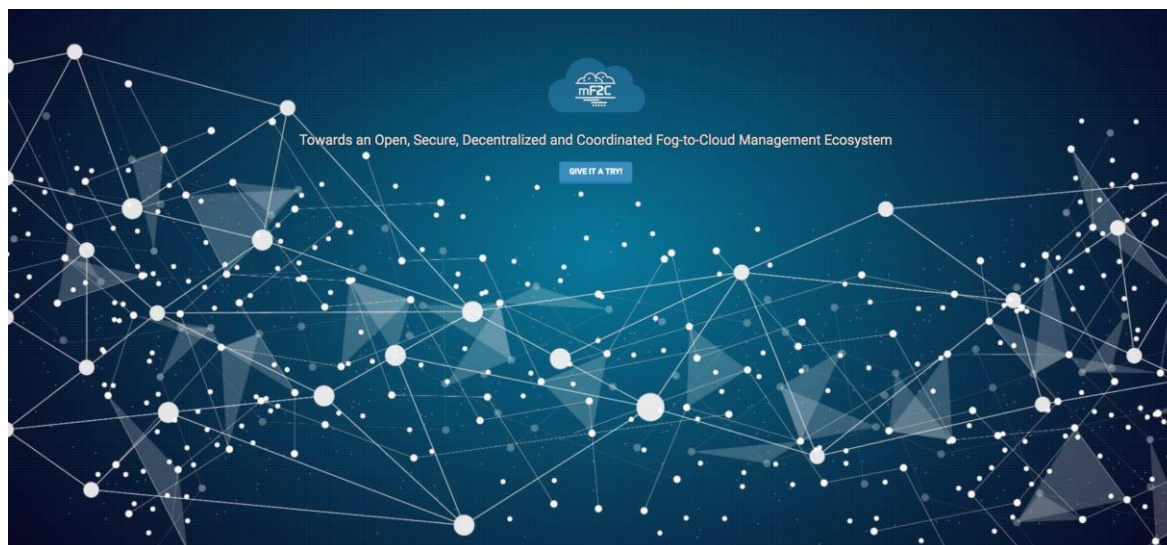 mF2C
Towards an Open, Secure, Decentralized and Coordinated Fog-to-Cloud Management Ecosystem
GIVE IT A TRY!